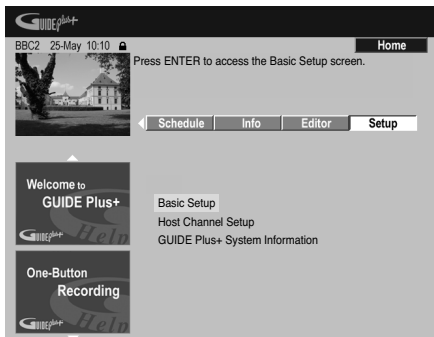 GUIDE plus+
BBC2 25-May 10:10
Home
Press ENTER to access the Basic Setup screen.
Schedule Info Editor Setup
Welcome to
GUIDE Plus+
GUIDE plus+ Help
Basic Setup
Host Channel Setup
GUIDE Plus+ System Information
One-Button
Recording
GUIDE plus+ Help